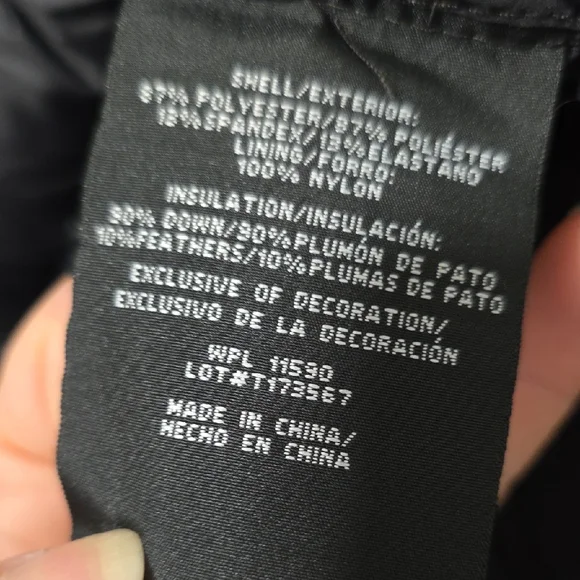 SHELL/EXTERIOR:
87% POLYESTER/87% POLIÉSTER
13%SPANDEX/13%ELASTANO
LINING/FORRO:
100% NYLON
INSULATION/INSULACIÓN:
90% DOWN/90%PLUMÓN DE PATO
10%FEATHERS/10%PLUMAS DE PATO
EXCLUSIVE OF DECORATION/
EXCLUSIVO DE LA DECORACIÓN
WPL 11590
LOT#T173567
MADE IN CHINA/
HECHO EN CHINA